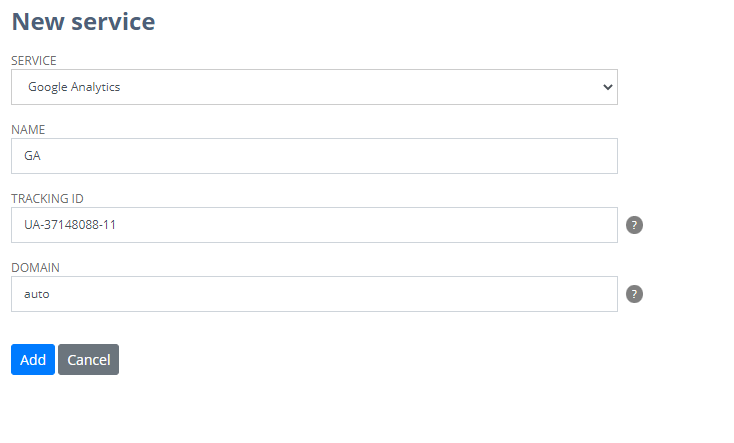 New service
SERVICE
Google Analytics
NAME
GA
TRACKING ID
UA-37148088-11
?
DOMAIN
auto
?
Add Cancel